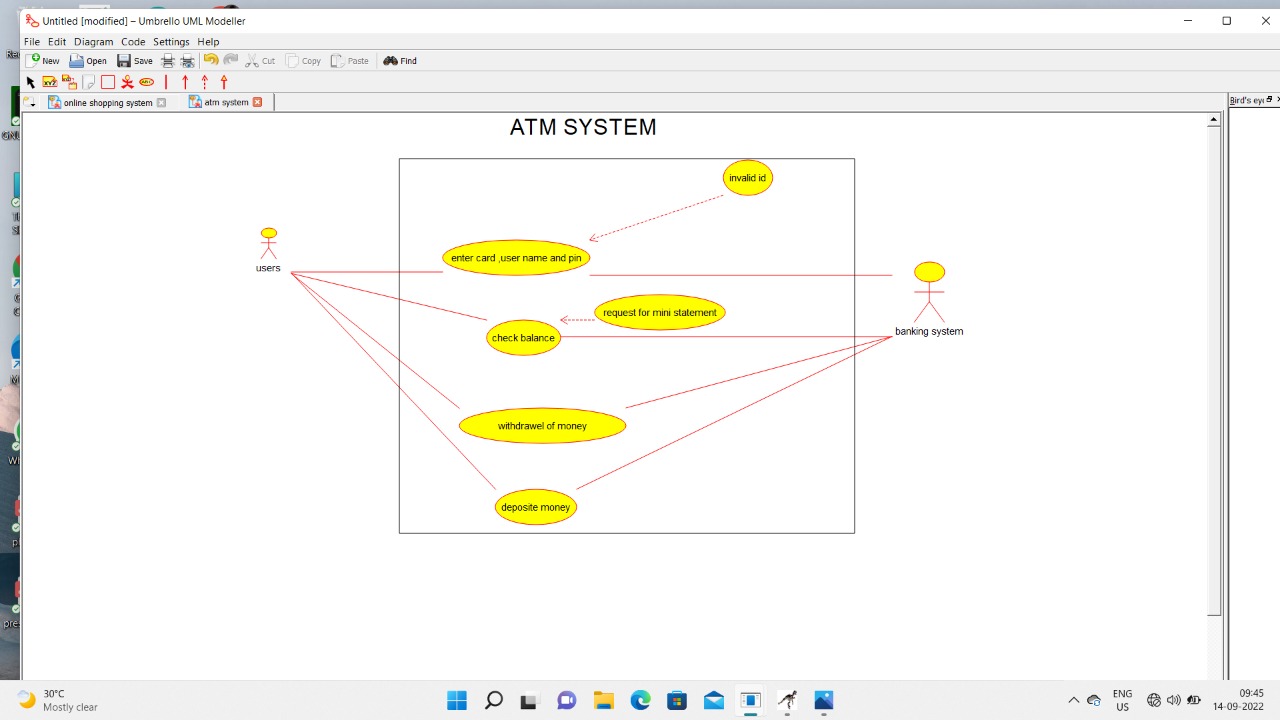 Untitled [modified] – Umbrello UML Modeller
File Edit Diagram Code Settings Help
New Open Save Cut Copy Paste Find
online shopping system atm system
Bird's ey
ATM SYSTEM
invalid id
users
enter card ,user name and pin
banking system
request for mini statement
check balance
withdrawel of money
deposite money
30°C
Mostly clear
ENG
US
09:45
14-09-2022